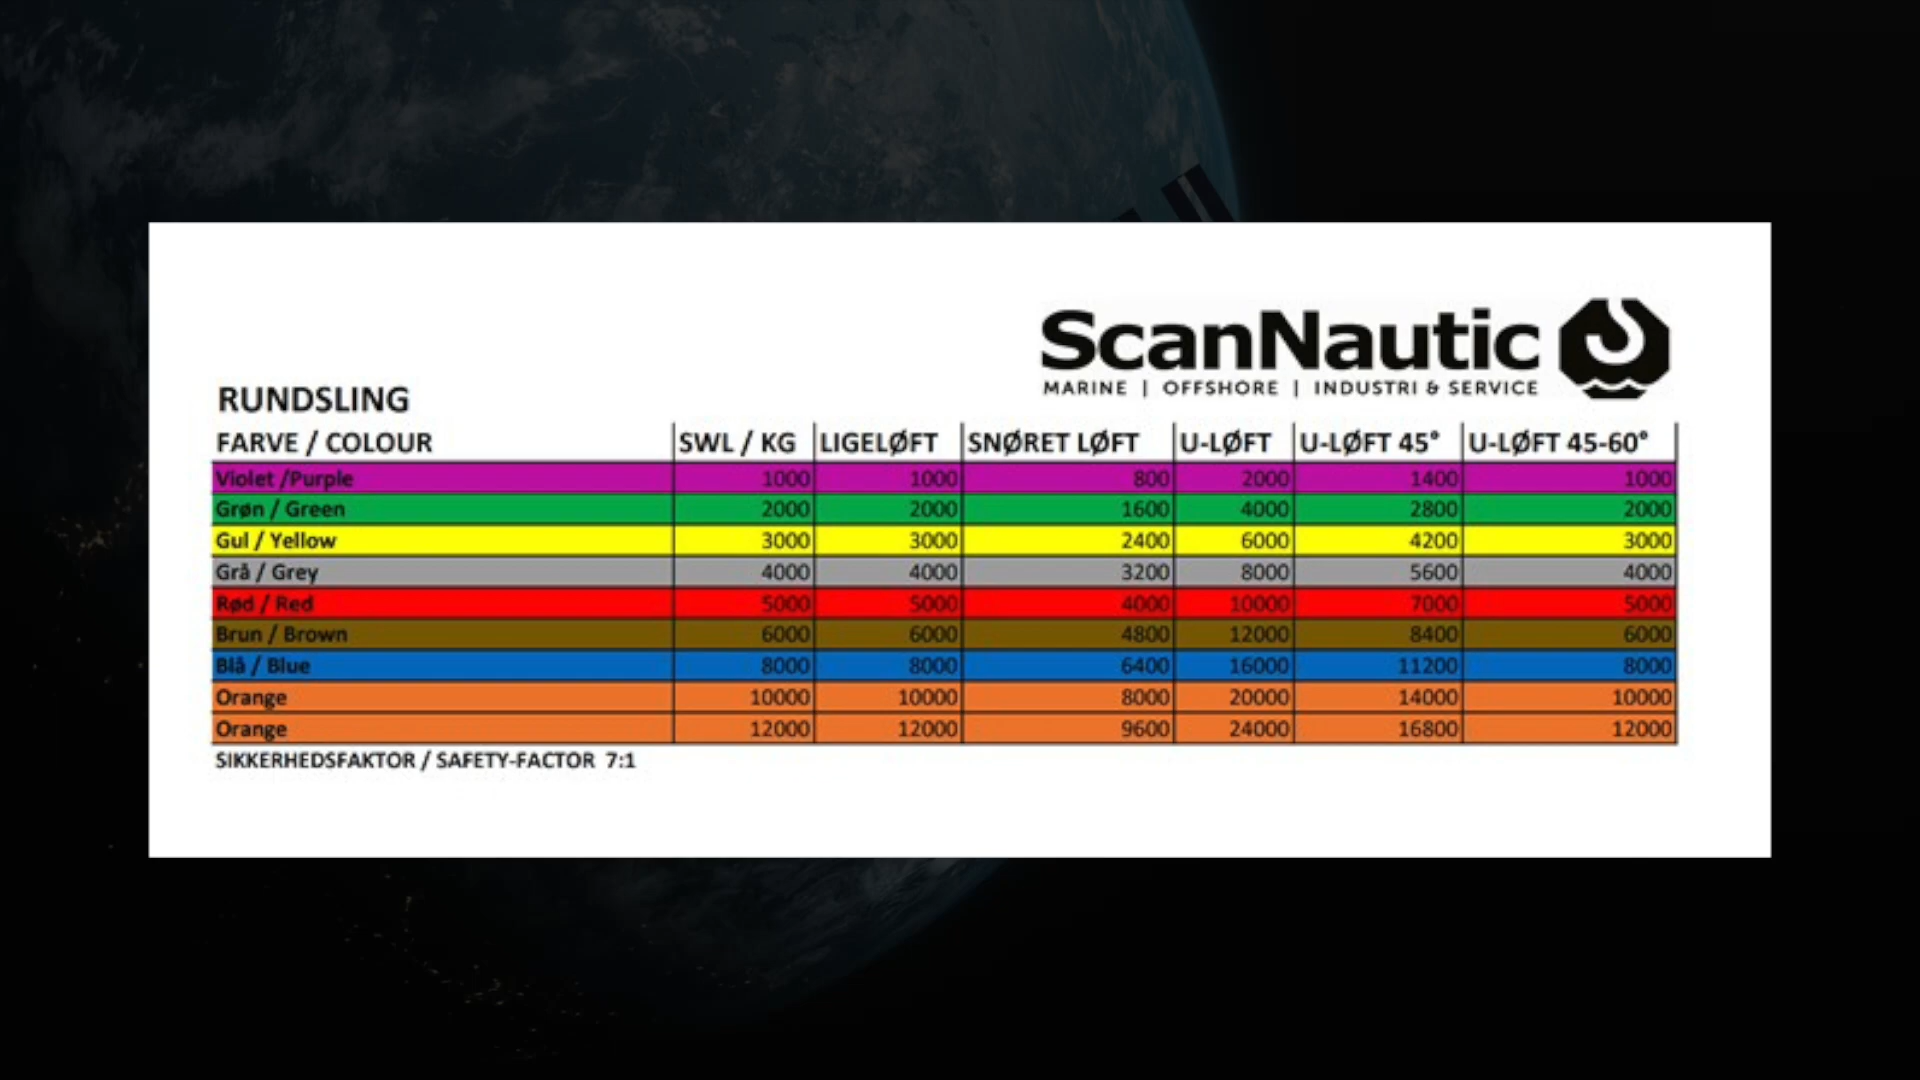 ScanNautic
MARINE | OFFSHORE | INDUSTRI & SERVICE
RUNDSLING
FARVE / COLOUR SWL / KG LIGELØFT SNØRET LØFT U-LØFT U-LØFT 45° U-LØFT 45-60°
Violet /Purple 1000 1000 800 2000 1400 1000
Grøn / Green 2000 2000 1600 4000 2800 2000
Gul / Yellow 3000 3000 2400 6000 4200 3000
Grå / Grey 4000 4000 3200 8000 5600 4000
Rød / Red 5000 5000 4000 10000 7000 5000
Brun / Brown 6000 6000 4800 12000 8400 6000
Blå / Blue 8000 8000 6400 16000 11200 8000
Orange 10000 10000 8000 20000 14000 10000
Orange 12000 12000 9600 24000 16800 12000
SIKKERHEDSFAKTOR / SAFETY-FACTOR 7:1